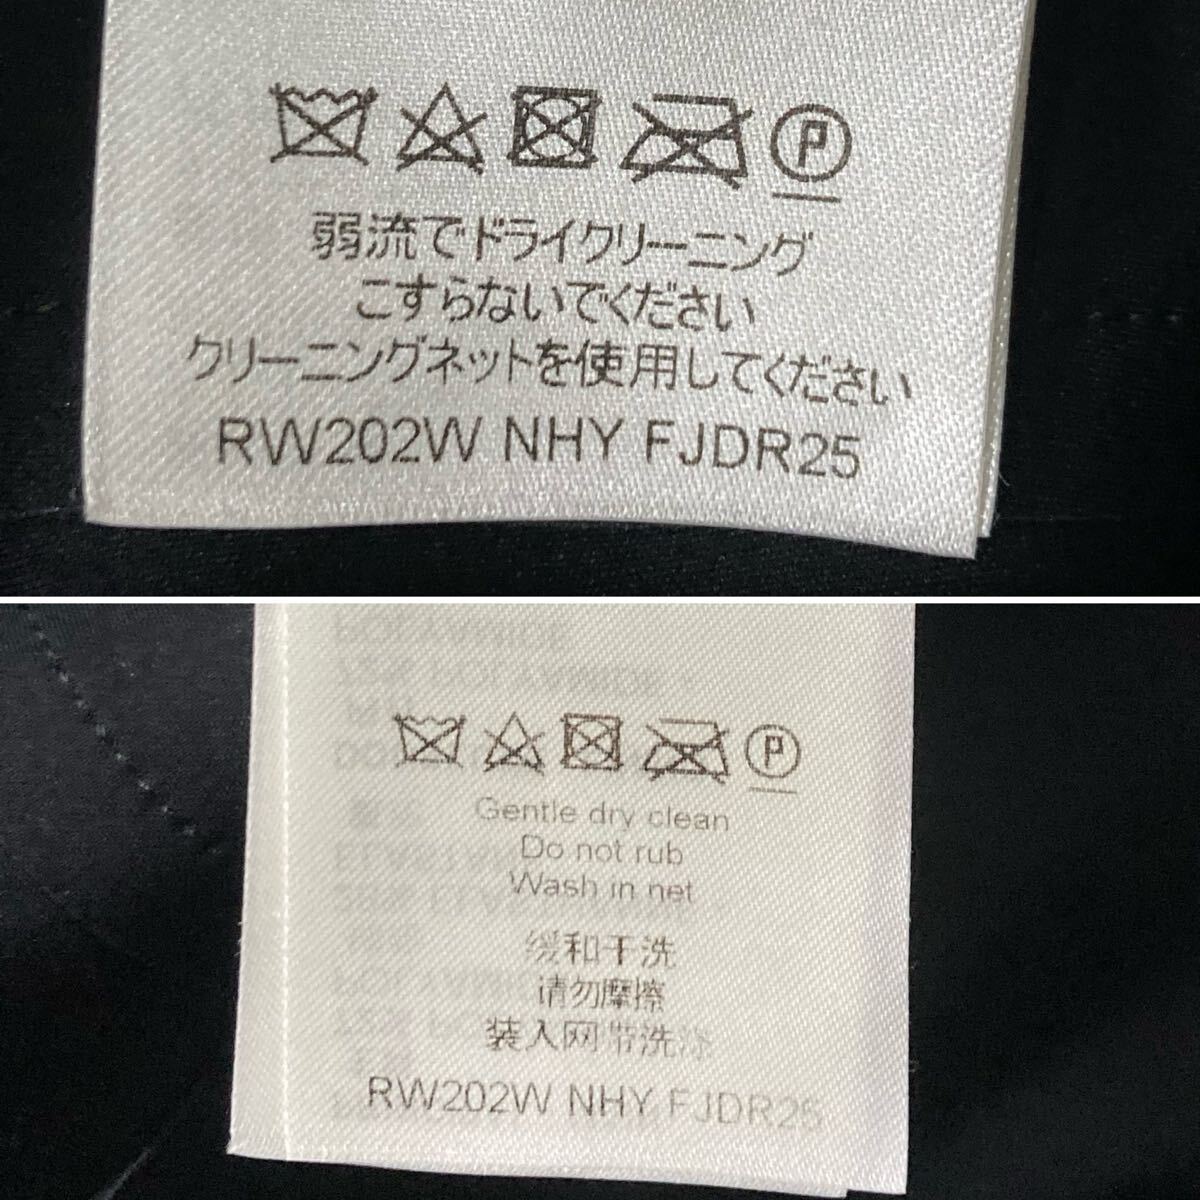 P
弱流でドライクリーニング
こすらないでください
クリーニングネットを使用してください
RW202W NHY FJDR25
P
Gentle dry clean
Do not rub
Wash in net
缓和干洗
请勿摩擦
装入网带洗涤
RW202W NHY FJDR25